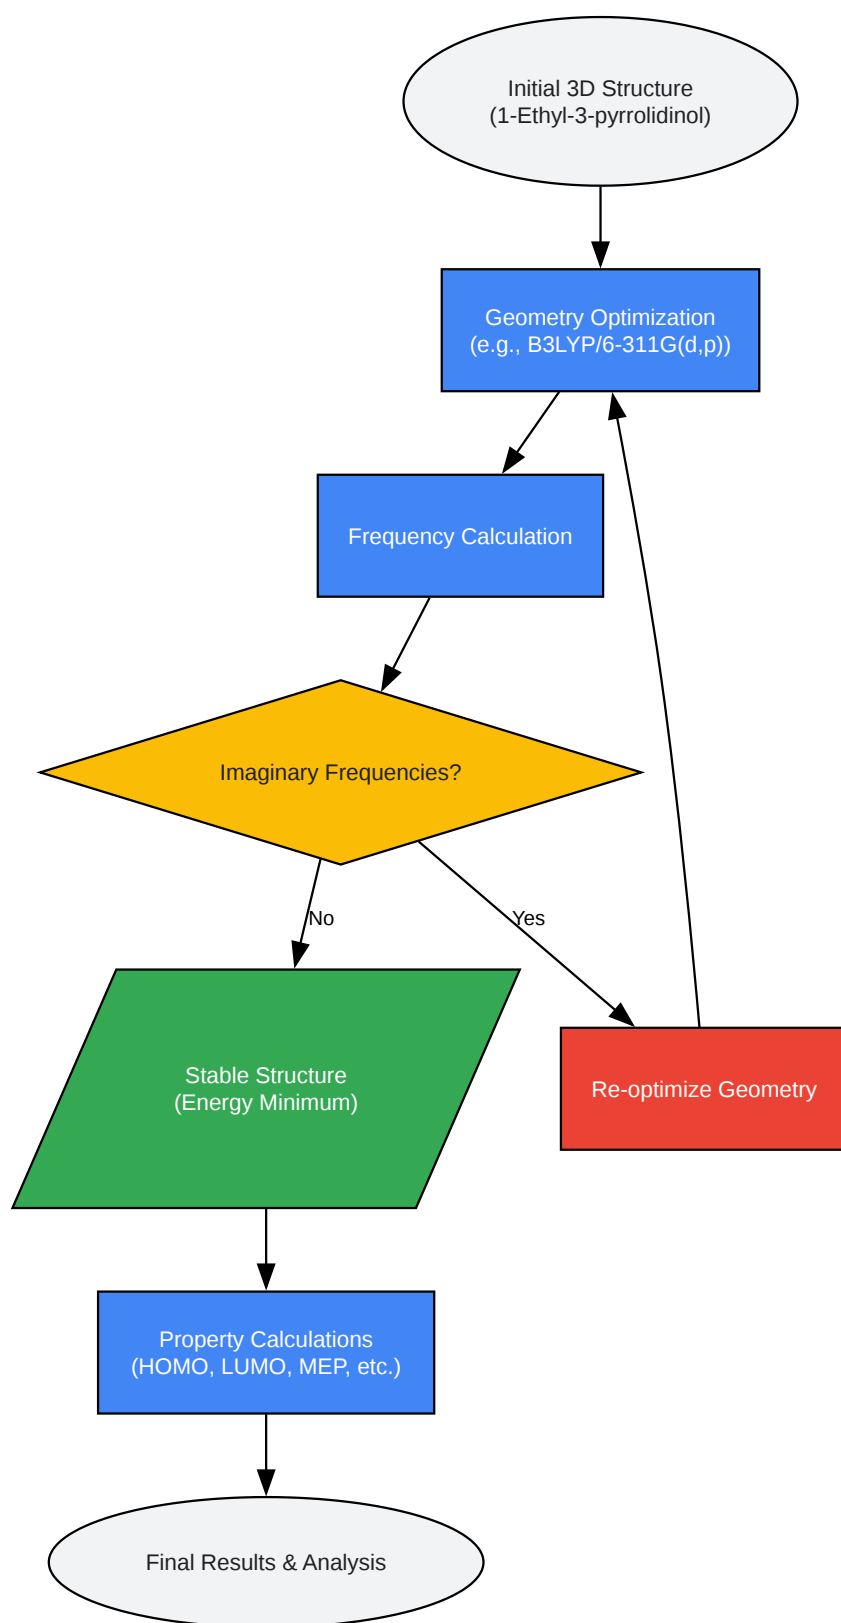 Initial 3D Structure
(1-Ethyl-3-pyrrolidinol)
Geometry Optimization
(e.g., B3LYP/6-311G(d,p))
Frequency Calculation
Imaginary Frequencies?
No
Yes
Stable Structure
(Energy Minimum)
Re-optimize Geometry
Property Calculations
(HOMO, LUMO, MEP, etc.)
Final Results & Analysis